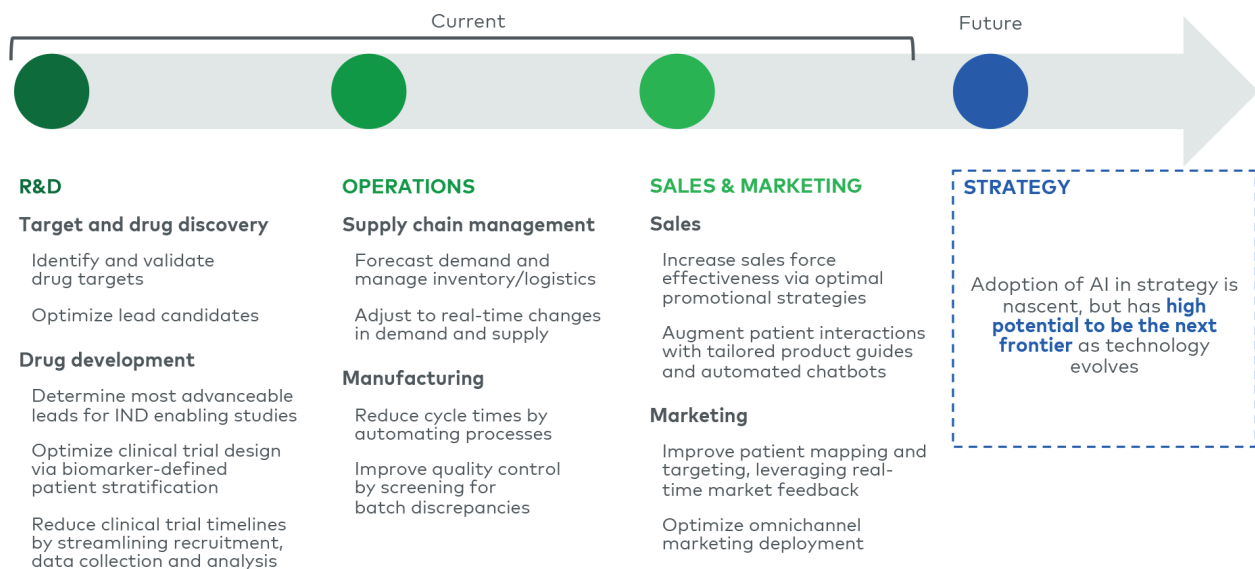 Current
Future
R&D
Target and drug discovery
Identify and validate
drug targets
Optimize lead candidates
Drug development
Determine most advanceable
leads for IND enabling studies
Optimize clinical trial design
via biomarker-defined
patient stratification
Reduce clinical trial timelines
by streamlining recruitment,
data collection and analysis
OPERATIONS
Supply chain management
Forecast demand and
manage inventory/logistics
Adjust to real-time changes
in demand and supply
Manufacturing
Reduce cycle times by
automating processes
Improve quality control
by screening for
batch discrepancies
SALES & MARKETING
Sales
Increase sales force
effectiveness via optimal
promotional strategies
Augment patient interactions
with tailored product guides
and automated chatbots
Marketing
Improve patient mapping and
targeting, leveraging real-
time market feedback
Optimize omnichannel
marketing deployment
STRATEGY
Adoption of AI in strategy is
nascent, but has high
potential to be the next
frontier as technology
evolves